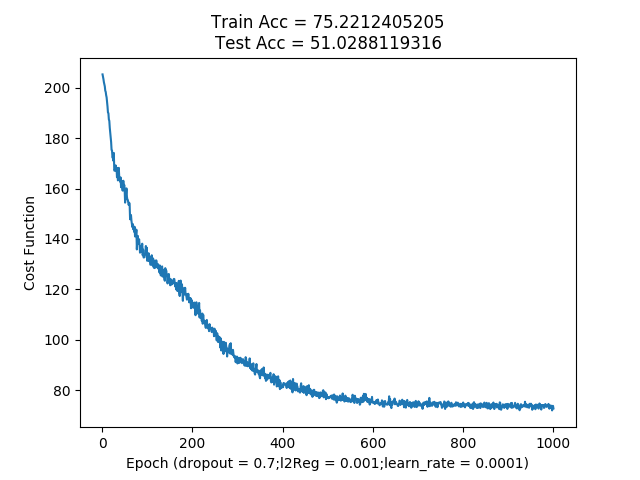 Train Acc = 75.2212405205
Test Acc = 51.0288119316
200
180
160
140
120
100
80
Cost Function
0 200 400 600 800 1000
Epoch (dropout = 0.7;l2Reg = 0.001;learn_rate = 0.0001)